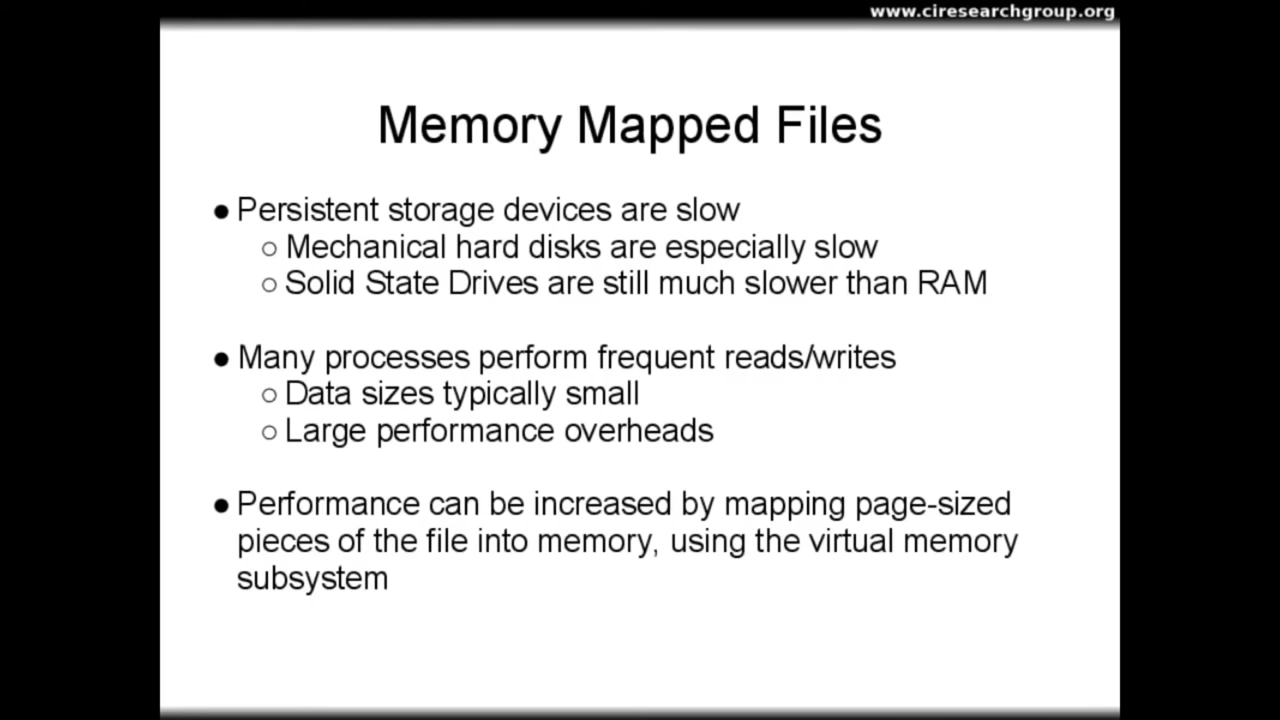 www.ciresearchgroup.org
Memory Mapped Files
● Persistent storage devices are slow
○ Mechanical hard disks are especially slow
○ Solid State Drives are still much slower than RAM
● Many processes perform frequent reads/writes
○ Data sizes typically small
○ Large performance overheads
● Performance can be increased by mapping page-sized
pieces of the file into memory, using the virtual memory
subsystem